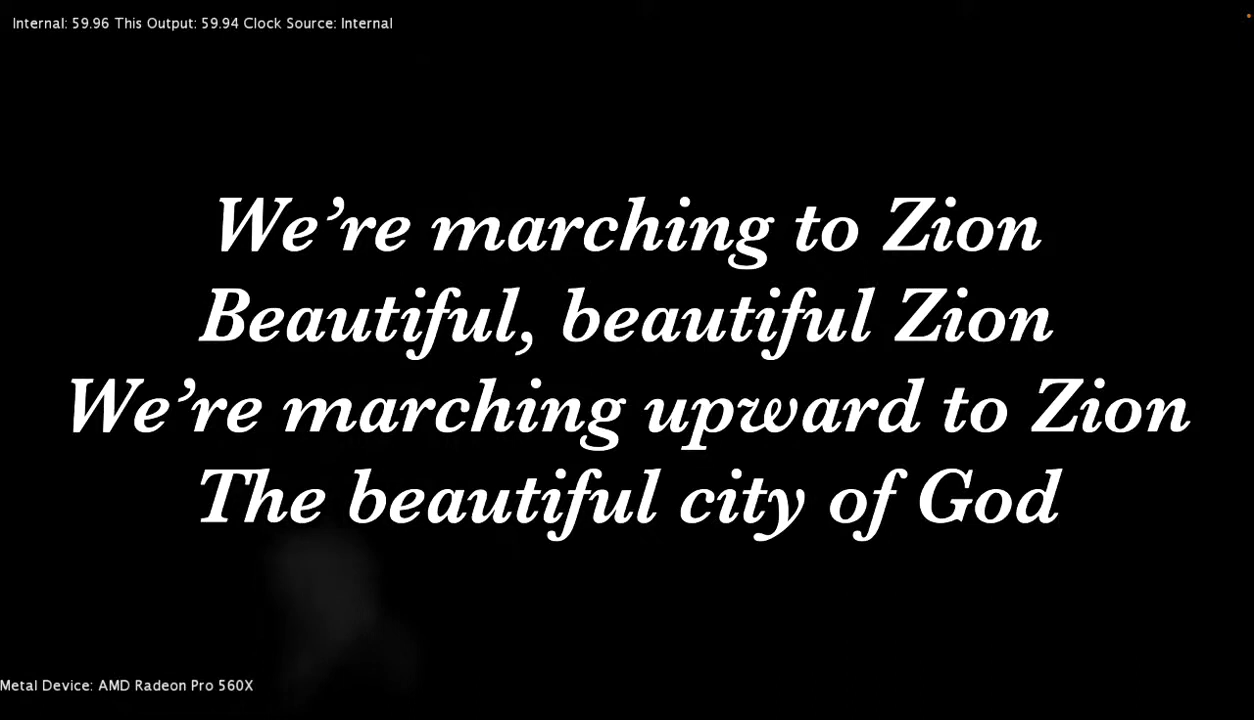 Internal: 59.96 This Output: 59.94 Clock Source: Internal
We’re marching to Zion
Beautiful, beautiful Zion
We’re marching upward to Zion
The beautiful city of God
Metal Device: AMD Radeon Pro 560X